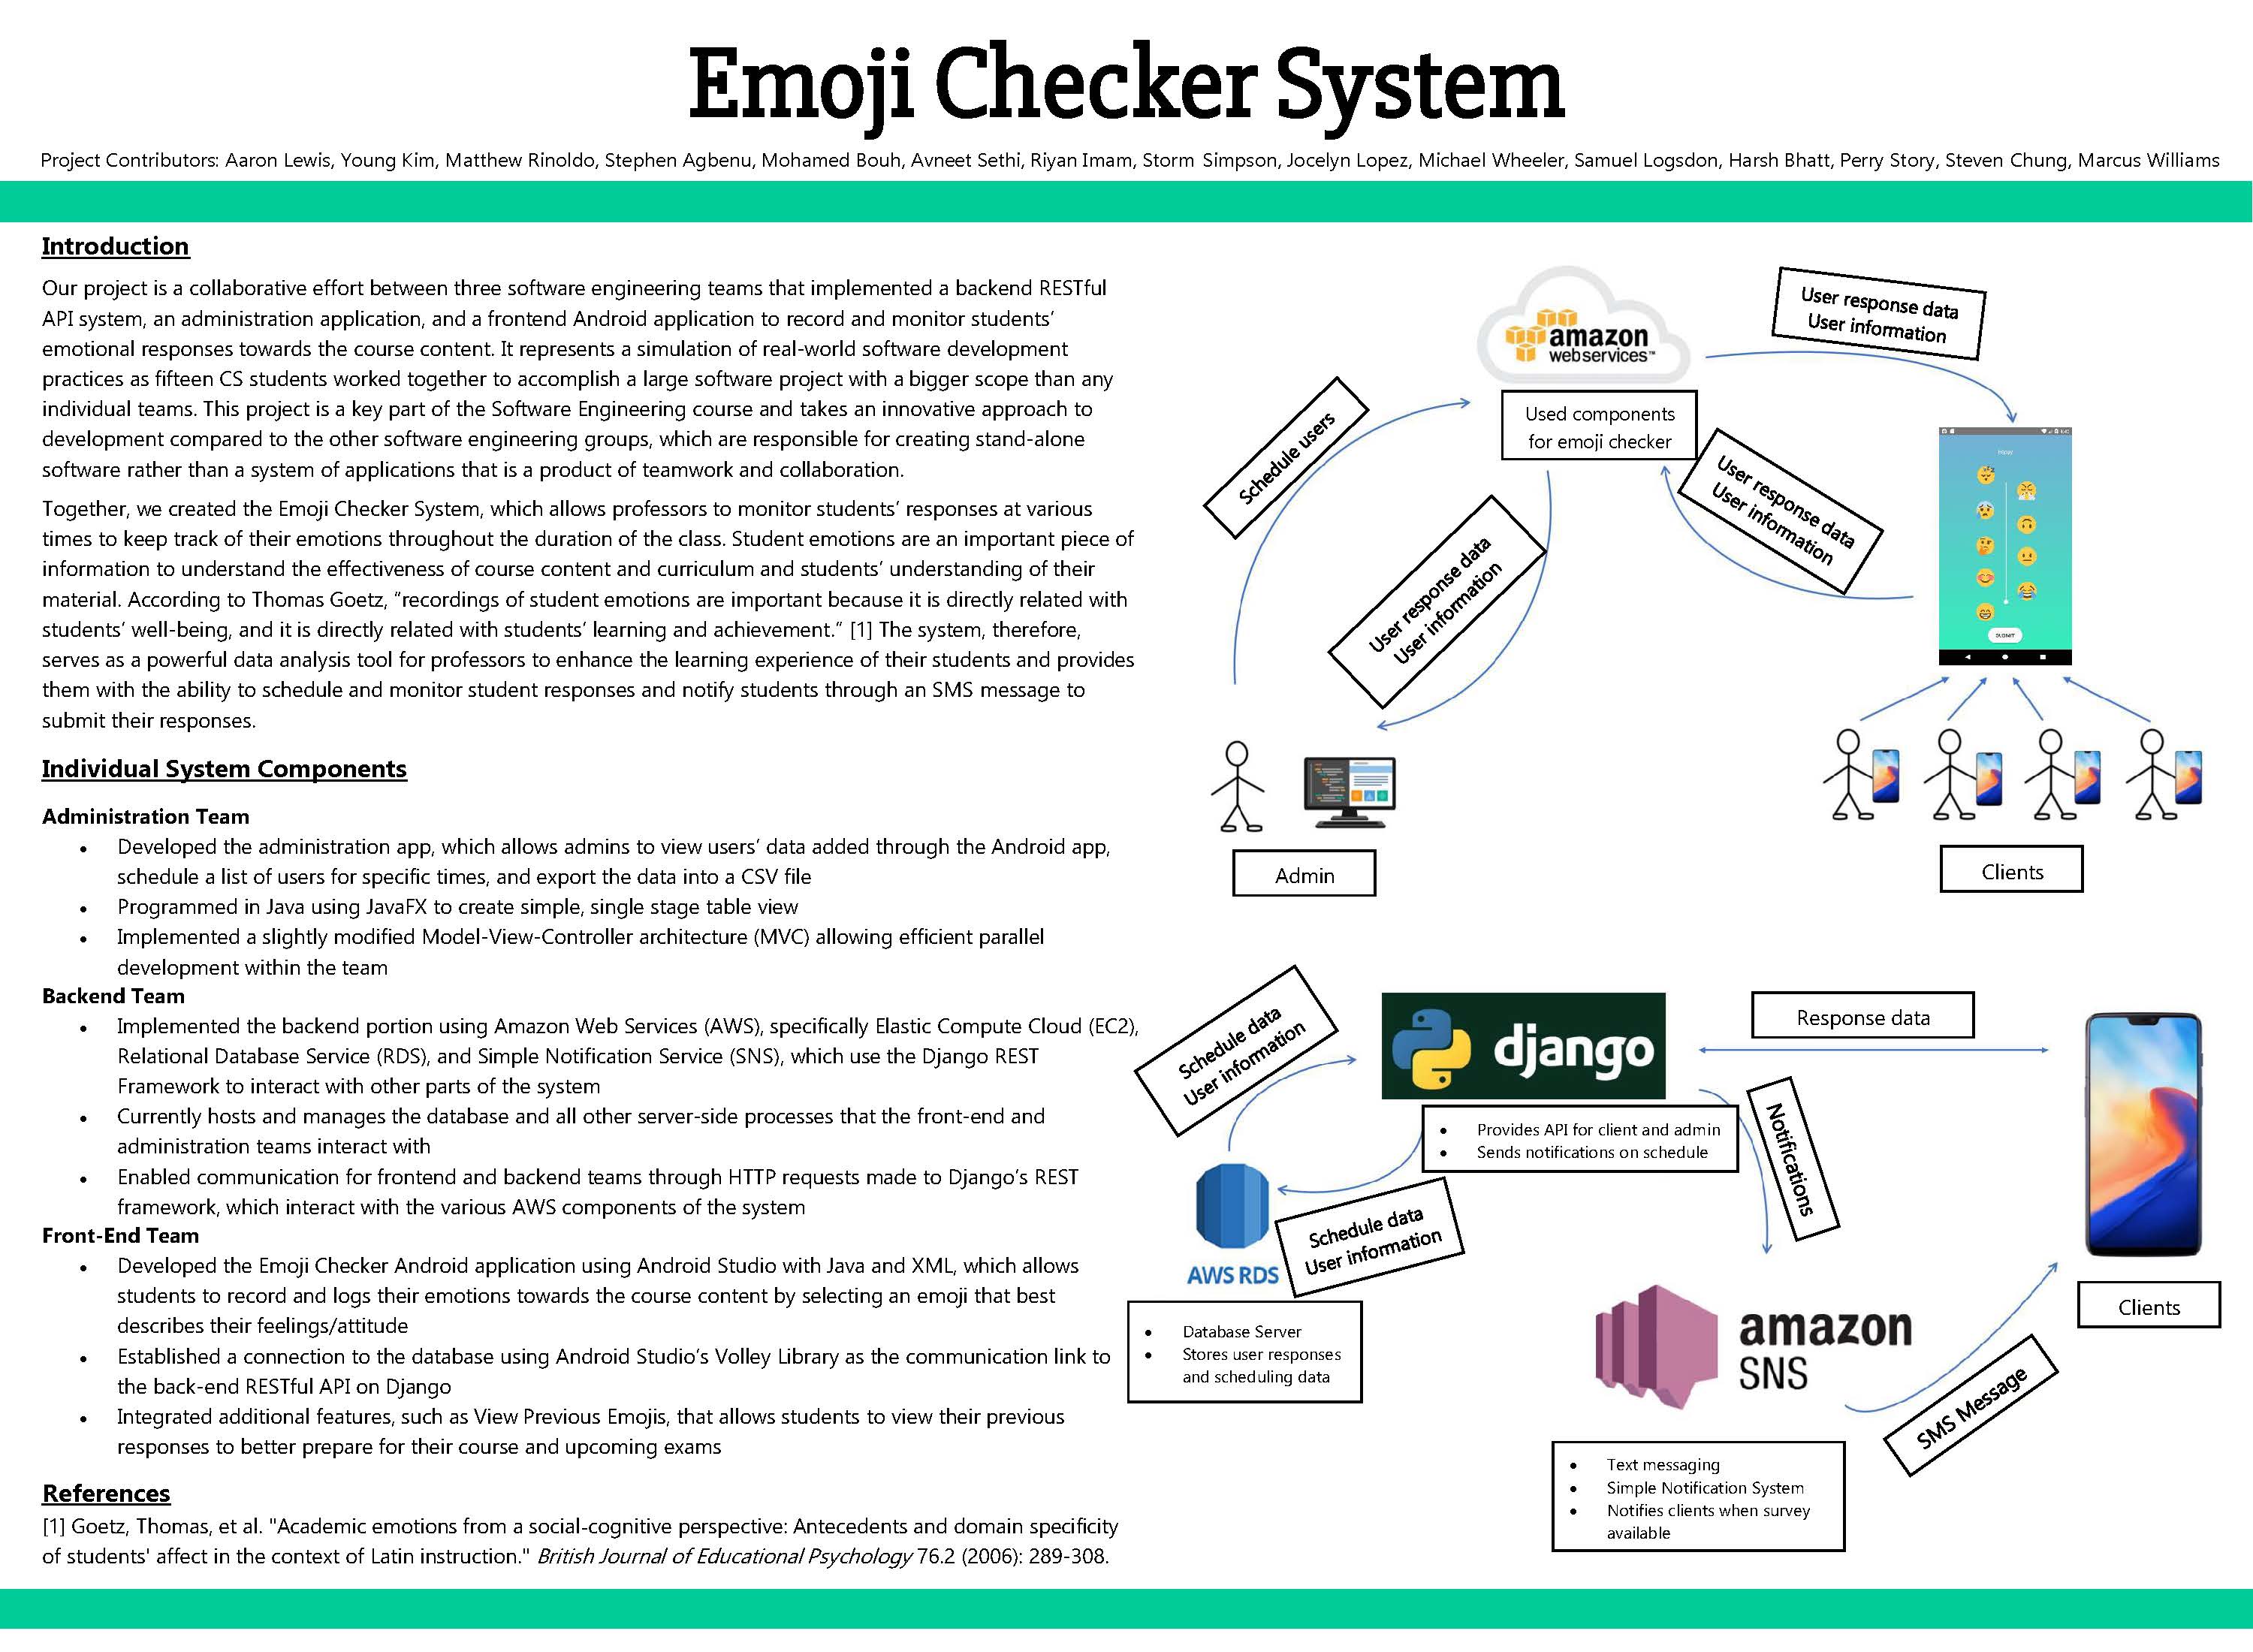 Emoji Checker System
Project Contributors: Aaron Lewis, Young Kim, Matthew Rinoldo, Stephen Agbenu, Mohamed Bouh, Avneet Sethi, Riyan Imam, Storm Simpson, Jocelyn Lopez, Michael Wheeler, Samuel Logsdon, Harsh Bhatt, Perry Story, Steven Chung, Marcus Williams
Introduction
Our project is a collaborative effort between three software engineering teams that implemented a backend RESTful
API system, an administration application, and a frontend Android application to record and monitor students’
emotional responses towards the course content. It represents a simulation of real-world software development
practices as fifteen CS students worked together to accomplish a large software project with a bigger scope than any
individual teams. This project is a key part of the Software Engineering course and takes an innovative approach to
development compared to the other software engineering groups, which are responsible for creating stand-alone
software rather than a system of applications that is a product of teamwork and collaboration.
Together, we created the Emoji Checker System, which allows professors to monitor students’ responses at various
times to keep track of their emotions throughout the duration of the class. Student emotions are an important piece of
information to understand the effectiveness of course content and curriculum and students’ understanding of their
material. According to Thomas Goetz, “recordings of student emotions are important because it is directly related with
students’ well-being, and it is directly related with students’ learning and achievement.” [1] The system, therefore,
serves as a powerful data analysis tool for professors to enhance the learning experience of their students and provides
them with the ability to schedule and monitor student responses and notify students through an SMS message to
submit their responses.
Individual System Components
Administration Team
• Developed the administration app, which allows admins to view users’ data added through the Android app,
schedule a list of users for specific times, and export the data into a CSV file
• Programmed in Java using JavaFX to create simple, single stage table view
• Implemented a slightly modified Model-View-Controller architecture (MVC) allowing efficient parallel
development within the team
Backend Team
• Implemented the backend portion using Amazon Web Services (AWS), specifically Elastic Compute Cloud (EC2),
Relational Database Service (RDS), and Simple Notification Service (SNS), which use the Django REST
Framework to interact with other parts of the system
• Currently hosts and manages the database and all other server-side processes that the front-end and
administration teams interact with
• Enabled communication for frontend and backend teams through HTTP requests made to Django’s REST
framework, which interact with the various AWS components of the system
Front-End Team
• Developed the Emoji Checker Android application using Android Studio with Java and XML, which allows
students to record and logs their emotions towards the course content by selecting an emoji that best
describes their feelings/attitude
• Established a connection to the database using Android Studio’s Volley Library as the communication link to
the back-end RESTful API on Django
• Integrated additional features, such as View Previous Emojis, that allows students to view their previous
responses to better prepare for their course and upcoming exams
References
[1] Goetz, Thomas, et al. "Academic emotions from a social-cognitive perspective: Antecedents and domain specificity
of students' affect in the context of Latin instruction." British Journal of Educational Psychology 76.2 (2006): 289-308.
amazon
webservices™
Used components
for emoji checker
User response data
User information
Schedule users
User response data
User information
User response data
User information
SUBMIT
Admin
Clients
Schedule data
User information
django
Response data
• Provides API for client and admin
• Sends notifications on schedule
Notifications
Schedule data
User information
AWS RDS
• Database Server
• Stores user responses
and scheduling data
amazon
SNS
Clients
SMS Message
• Text messaging
• Simple Notification System
• Notifies clients when survey
available